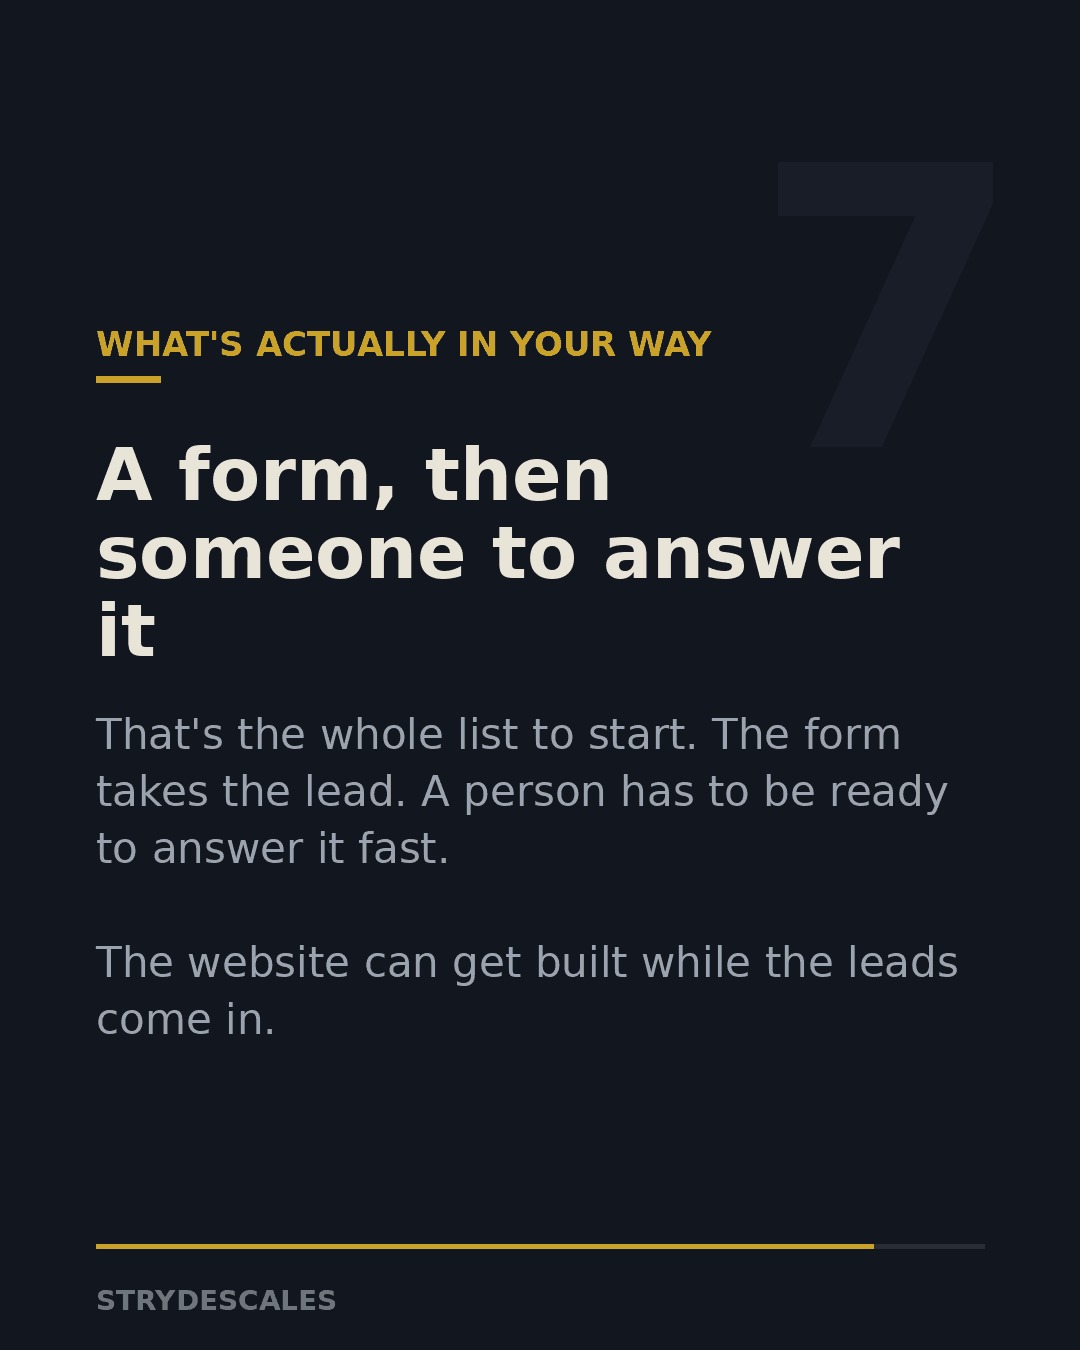 7
WHAT'S ACTUALLY IN YOUR WAY
A form, then
someone to answer
it
That's the whole list to start. The form
takes the lead. A person has to be ready
to answer it fast.
The website can get built while the leads
come in.
STRYDESCALES